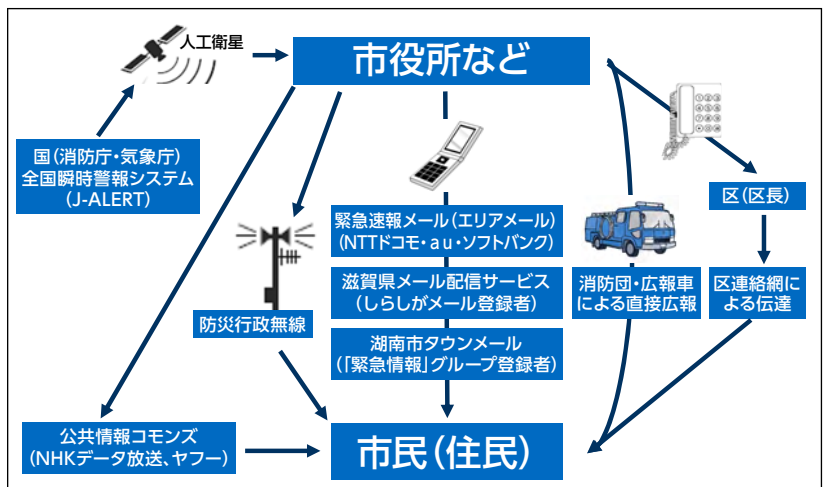 人工衛星
市役所など
国(消防庁・気象庁)
全国瞬時警報システム
(J-ALERT)
区(区長)
緊急速報メール(エリアメール)
(NTTドコモ・au・ソフトバンク)
滋賀県メール配信サービス
(しらしがメール登録者)
消防団・広報車
による直接広報
区連絡網に
よる伝達
防災行政無線
湖南市タウンメール
(「緊急情報」グループ登録者)
公共情報コモンズ
(NHKデータ放送、ヤフー)
市民(住民)